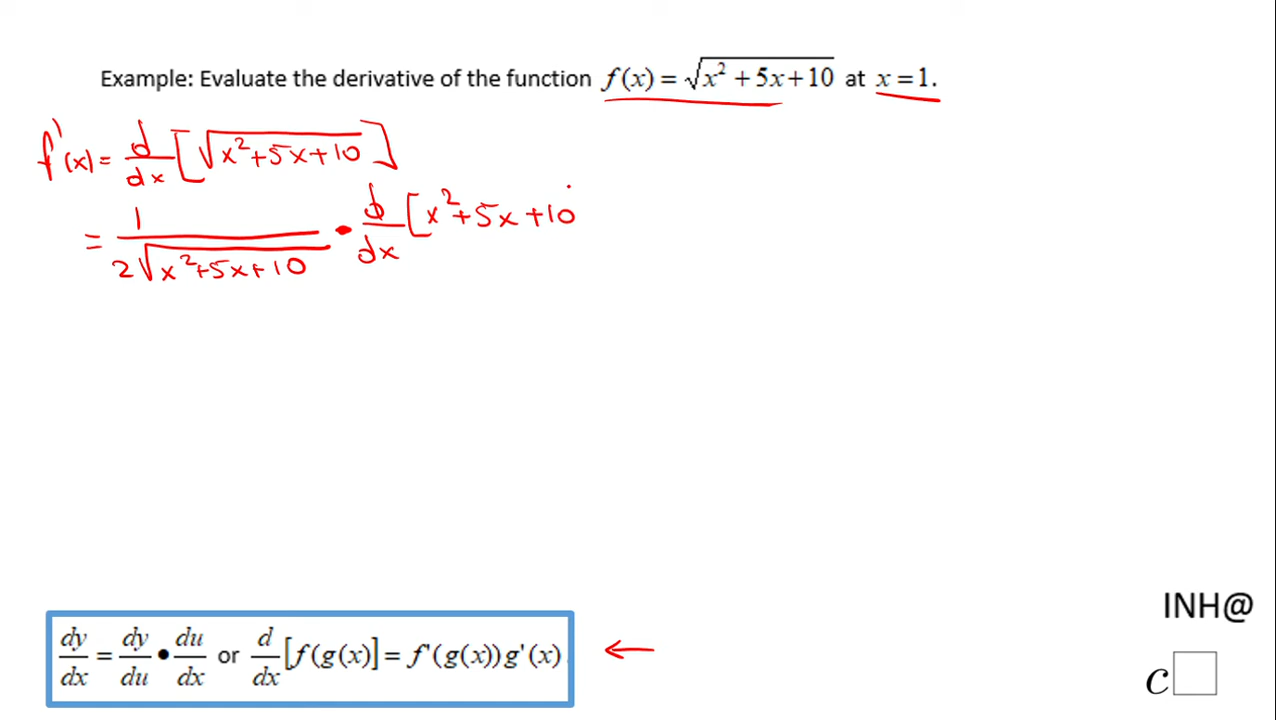 Example: Evaluate the derivative of the function f(x) = √(x² + 5x + 10) at x = 1.
f'(x) = d/dx [√(x²+5x+10)]
= 1/(2√(x²+5x+10)) • d/dx [x²+5x+10
INH@
dy/dx = dy/du • du/dx or d/dx [f(g(x)] = f'(g(x))g'(x)
c